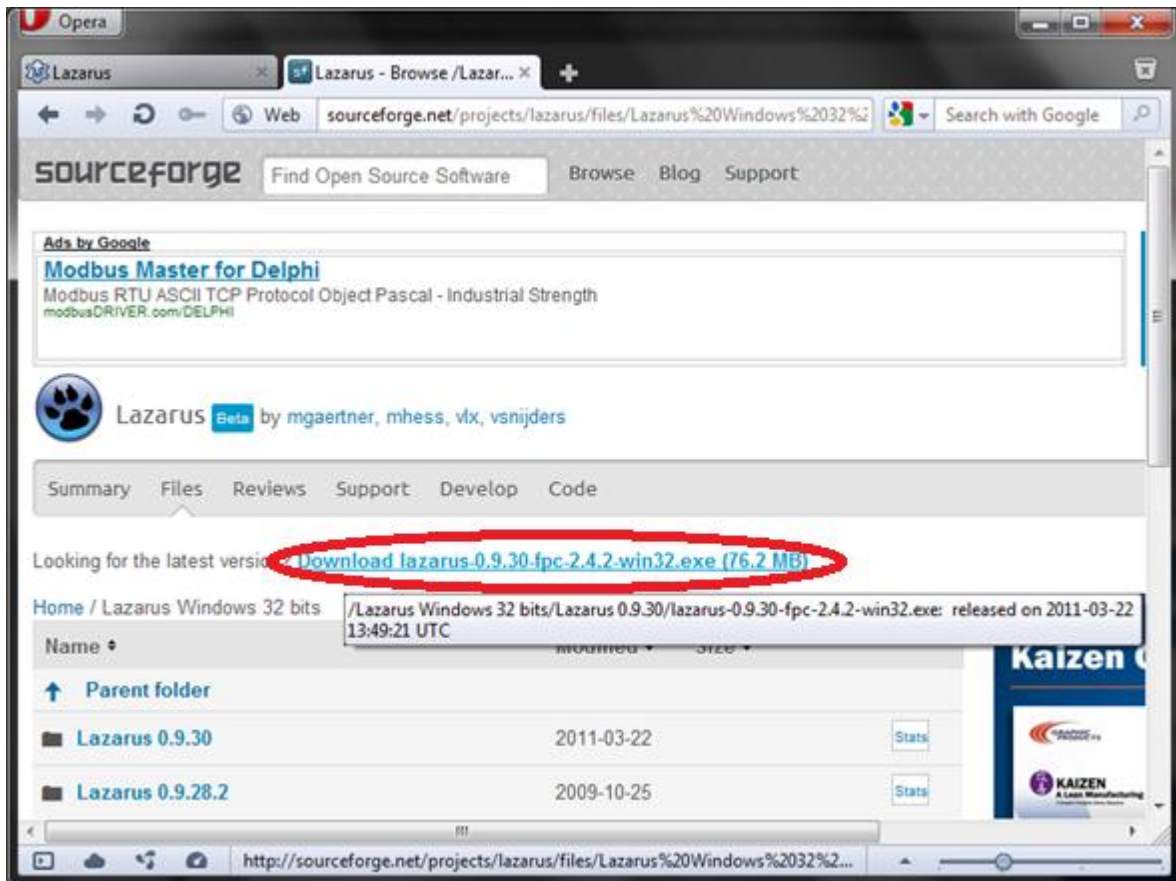 Opera
Lazarus
Lazarus - Browse /Lazar...
Web sourceforge.net/projects/lazarus/files/Lazarus%20Windows%2032%2 Search with Google
sourceforge Find Open Source Software Browse Blog Support
Ads by Google
Modbus Master for Delphi
Modbus RTU ASCII TCP Protocol Object Pascal - Industrial Strength
modbusDRIVER.com/DELPHI
Lazarus Beta by mgaertner, mhess, vlx, vsnijders
Summary Files Reviews Support Develop Code
Looking for the latest version? Download lazarus-0.9.30-fpc-2.4.2-win32.exe (76.2 MB)
Home / Lazarus Windows 32 bits
/Lazarus Windows 32 bits/Lazarus 0.9.30/lazarus-0.9.30-fpc-2.4.2-win32.exe: released on 2011-03-22
13:49:21 UTC
Name Modified Size
Parent folder
Lazarus 0.9.30 2011-03-22 Stats
Lazarus 0.9.28.2 2009-10-25 Stats
Kaizen
GRAPHIC PRODUCTS
KAIZEN
A Lean Manufacturing
http://sourceforge.net/projects/lazarus/files/Lazarus%20Windows%2032%2...